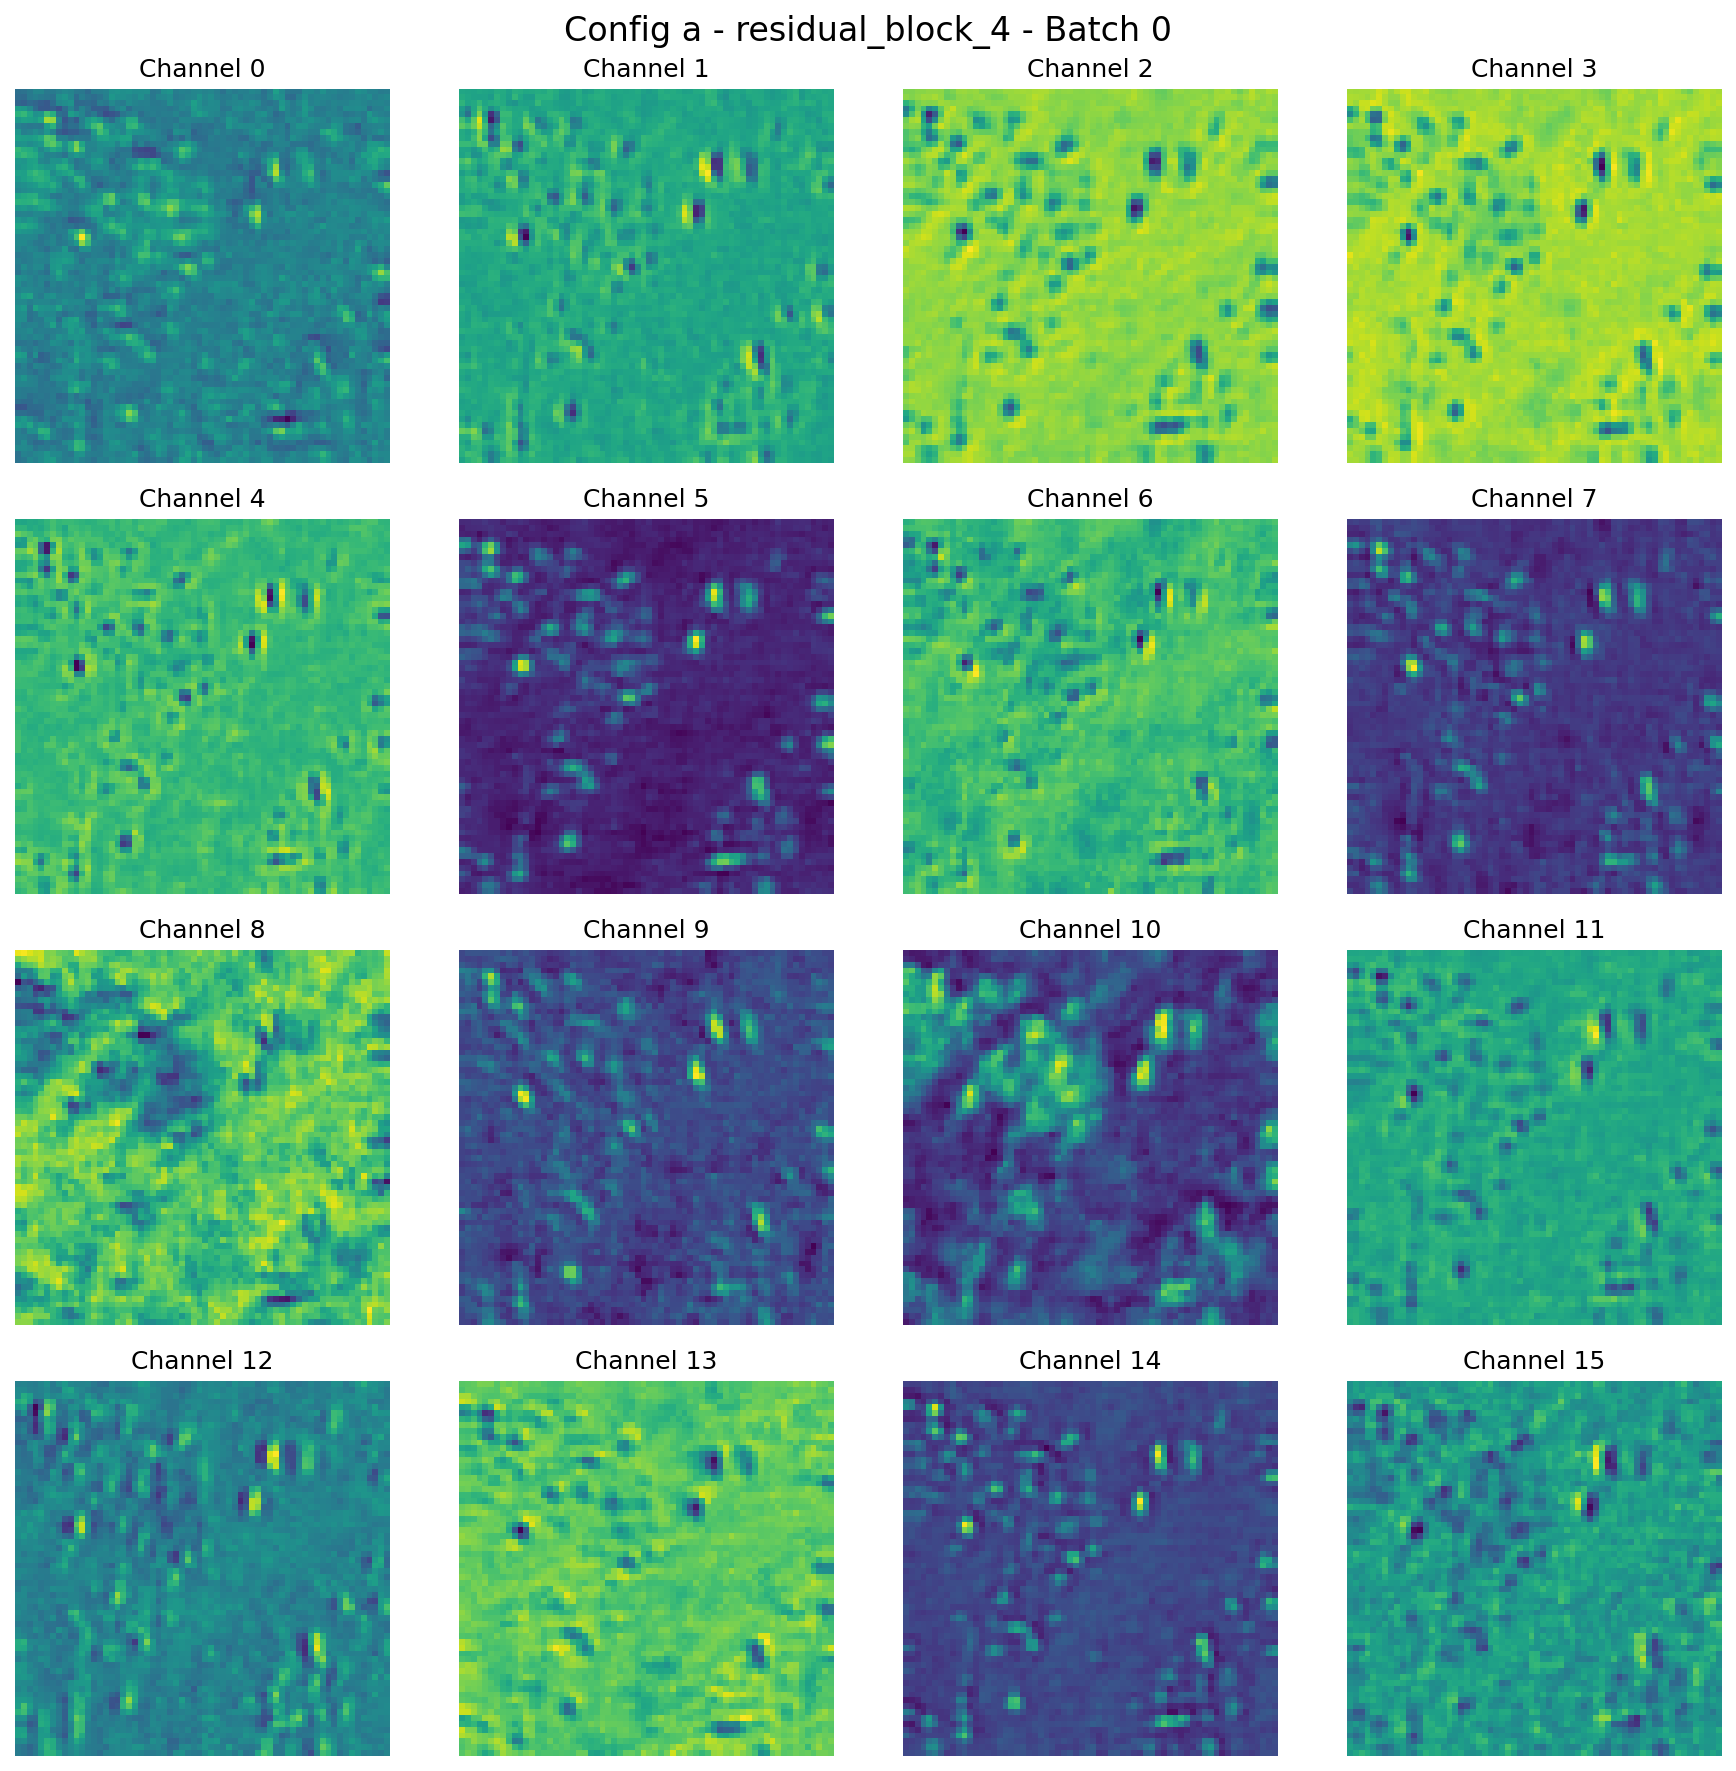 Config a - residual_block_4 - Batch 0
Channel 0
Channel 1
Channel 2
Channel 3
Channel 4
Channel 5
Channel 6
Channel 7
Channel 8
Channel 9
Channel 10
Channel 11
Channel 12
Channel 13
Channel 14
Channel 15